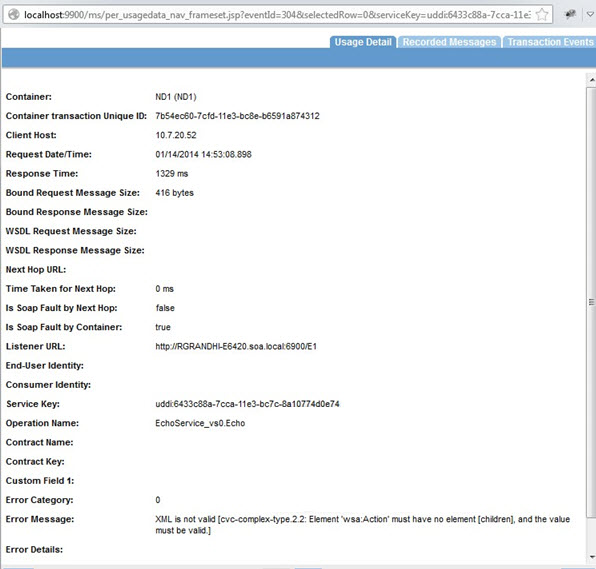 localhost:9900/ms/per_usagedata_nav_frameset.jsp?eventId=304&selectedRow=0&serviceKey=uddi:6433c88a-7cca-11e3
Usage Detail Recorded Messages Transaction Events
Container: ND1 (ND1)
Container transaction Unique ID: 7b54ec60-7cfd-11e3-bc8e-b6591a874312
Client Host: 10.7.20.52
Request Date/Time: 01/14/2014 14:53:08.898
Response Time: 1329 ms
Bound Request Message Size: 416 bytes
Bound Response Message Size:
WSDL Request Message Size:
WSDL Response Message Size:
Next Hop URL:
Time Taken for Next Hop: 0 ms
Is Soap Fault by Next Hop: false
Is Soap Fault by Container: true
Listener URL: http://RGRANDHI-E6420.soa.local:6900/E1
End-User Identity:
Consumer Identity:
Service Key: uddi:6433c88a-7cca-11e3-bc7c-8a10774d0e74
Operation Name: EchoService_vs0.Echo
Contract Name:
Contract Key:
Custom Field 1:
Error Category: 0
Error Message: XML is not valid [cvc-complex-type.2.2: Element 'wsa:Action' must have no element [children], and the value
must be valid.]
Error Details: